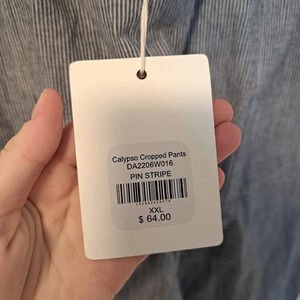 Calypso Cropped Pants
DA2206W016
PIN STRIPE
XXL
$ 64.00